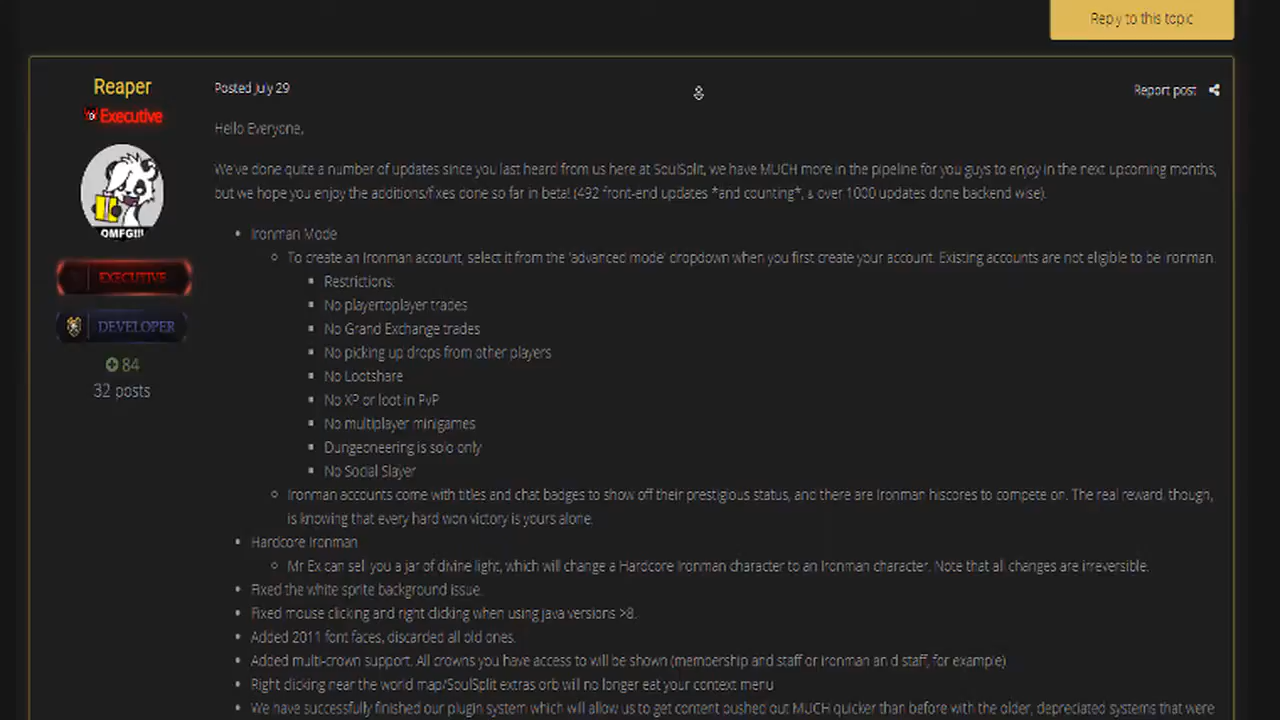 Reply to this topic
Reaper
Executive
Posted July 29
Report post
OMFG!!!
EXECUTIVE
DEVELOPER
84
32 posts
Hello Everyone,
We've done quite a number of updates since you last heard from us here at SoulSplit, we have MUCH more in the pipeline for you guys to enjoy in the next upcoming months,
but we hope you enjoy the additions/fixes done so far in beta! (492 front-end updates *and counting*, & over 1000 updates done backend wise).
Ironman Mode
To create an Ironman account, select it from the 'advanced mode' dropdown when you first create your account. Existing accounts are not eligible to be Ironman.
Restrictions:
No playertoplayer trades
No Grand Exchange trades
No picking up drops from other players
No Lootshare
No XP or loot in PvP
No multiplayer minigames
Dungeoneering is solo only
No Social Slayer
Ironman accounts come with titles and chat badges to show off their prestigious status, and there are Ironman hiscores to compete on. The real reward, though,
is knowing that every hard won victory is yours alone.
Hardcore Ironman
Mr Ex can sell you a jar of divine light, which will change a Hardcore Ironman character to an Ironman character. Note that all changes are irreversible.
Fixed the white sprite background issue.
Fixed mouse clicking and right clicking when using java versions >8.
Added 2011 font faces, discarded all old ones.
Added multi-crown support. All crowns you have access to will be shown (membership and staff or ironman an d staff, for example)
Right clicking near the world map/SoulSplit extras orb will no longer eat your context menu
We have successfully finished our plugin system which will allow us to get content pushed out MUCH quicker than before with the older, depreciated systems that were